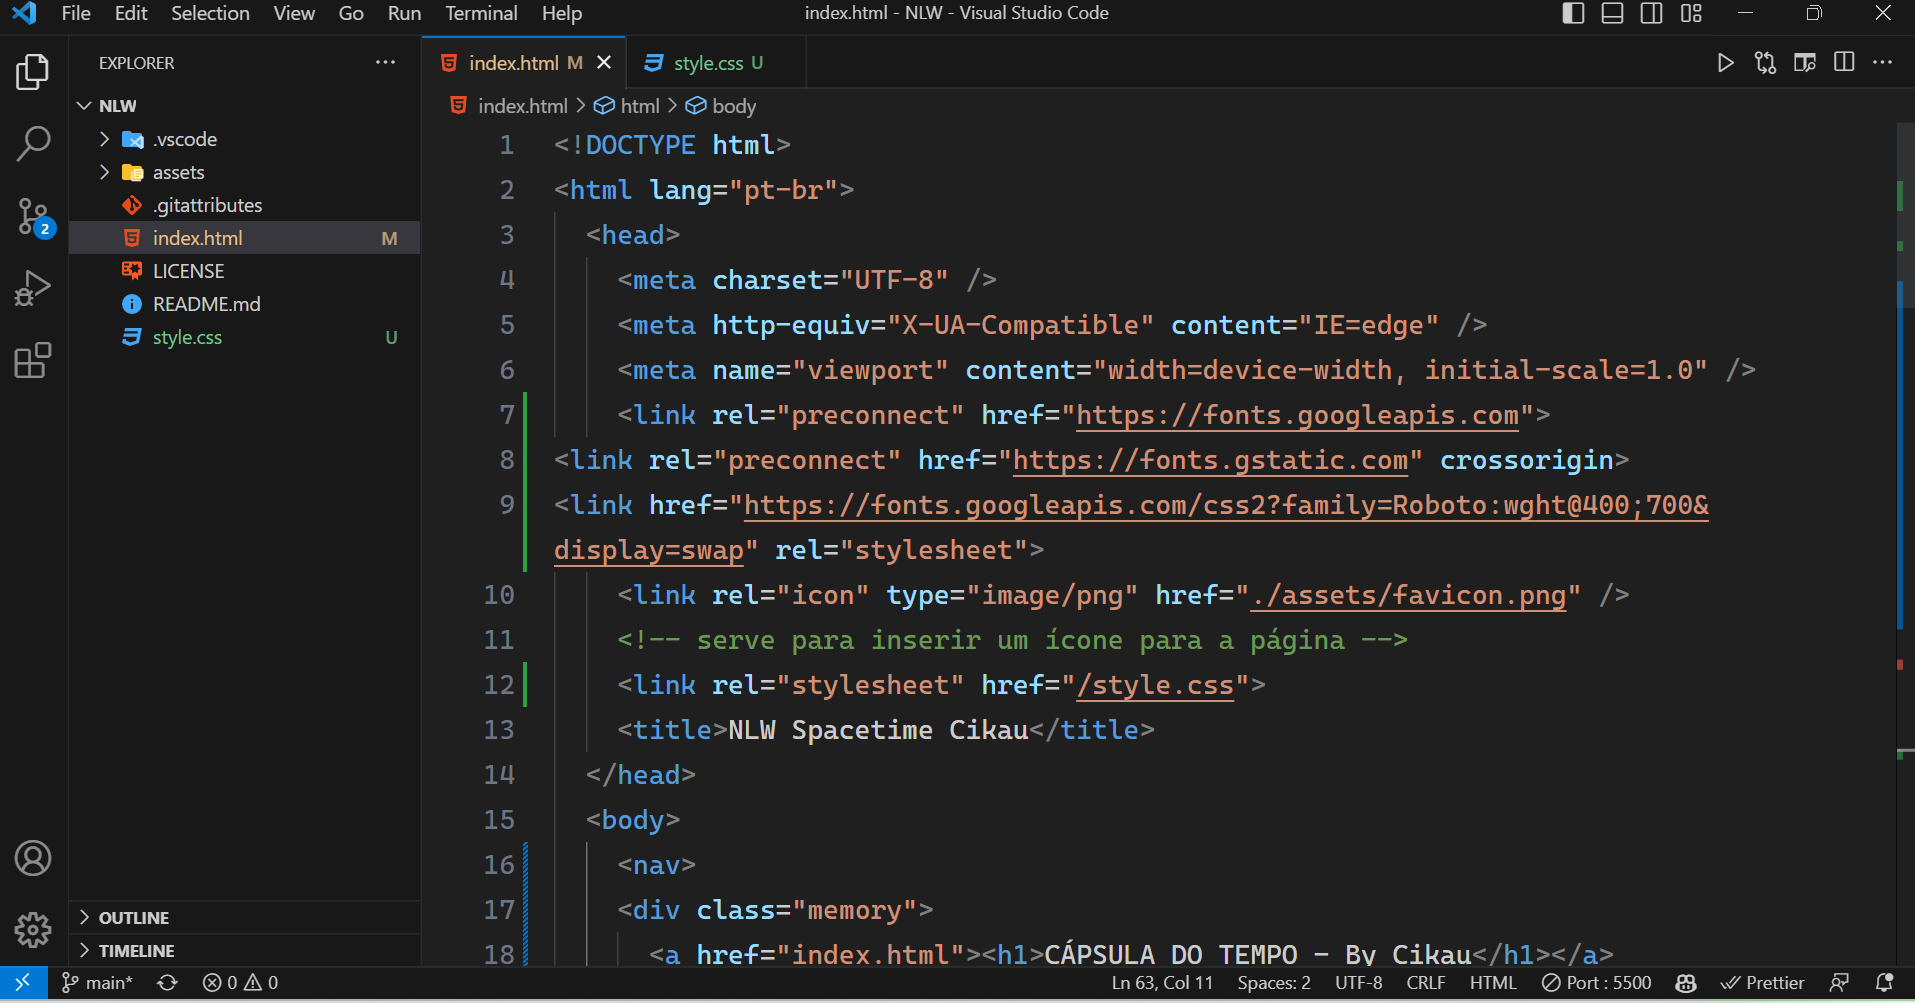 File Edit Selection View Go Run Terminal Help
index.html - NLW - Visual Studio Code
EXPLORER
NLW
.vscode
assets
.gitattributes
index.html M
LICENSE
README.md
style.css U
2
OUTLINE
TIMELINE
index.html M
style.css U
index.html > html > body
1 <!DOCTYPE html>
2 <html lang="pt-br">
3 <head>
4 <meta charset="UTF-8" />
5 <meta http-equiv="X-UA-Compatible" content="IE=edge" />
6 <meta name="viewport" content="width=device-width, initial-scale=1.0" />
7 <link rel="preconnect" href="https://fonts.googleapis.com">
8 <link rel="preconnect" href="https://fonts.gstatic.com" crossorigin>
9 <link href="https://fonts.googleapis.com/css2?family=Roboto:wght@400;700&
display=swap" rel="stylesheet">
10 <link rel="icon" type="image/png" href="./assets/favicon.png" />
11 <!-- serve para inserir um ícone para a página -->
12 <link rel="stylesheet" href="/style.css">
13 <title>NLW Spacetime Cikau</title>
14 </head>
15 <body>
16 <nav>
17 <div class="memory">
18 <a href="index.html"><h1>CÁPSULA DO TEMPO - By Cikau</h1></a>
main* 0 0
Ln 63, Col 11 Spaces: 2 UTF-8 CRLF HTML Port : 5500 Prettier